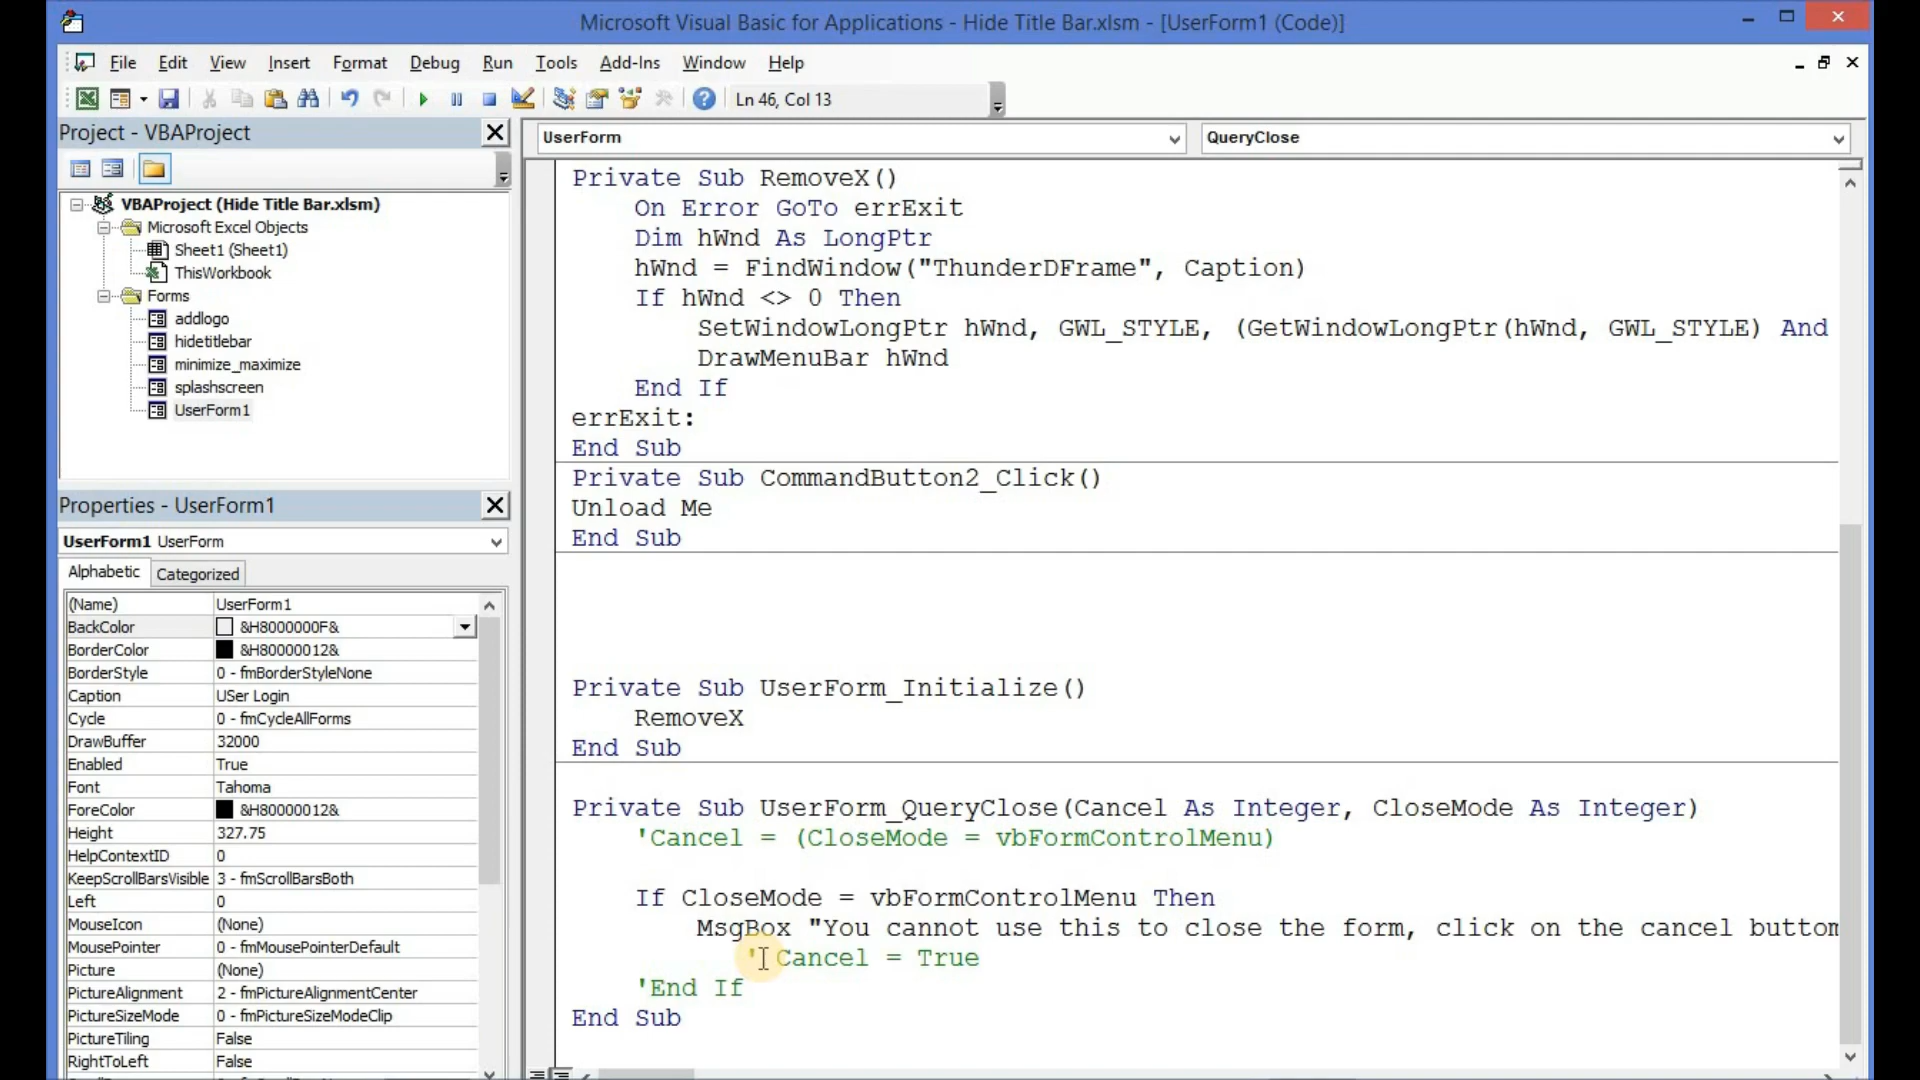 Microsoft Visual Basic for Applications - Hide Title Bar.xlsm - [UserForm1 (Code)]
File Edit View Insert Format Debug Run Tools Add-Ins Window Help
Ln 46, Col 13
Project - VBAProject
VBAProject (Hide Title Bar.xlsm)
Microsoft Excel Objects
Sheet1 (Sheet1)
ThisWorkbook
Forms
addlogo
hidetitlebar
minimize_maximize
splashscreen
UserForm1
Properties - UserForm1
UserForm1 UserForm
Alphabetic Categorized
(Name) UserForm1
BackColor &H8000000F&
BorderColor &H80000012&
BorderStyle 0 - fmBorderStyleNone
Caption USer Login
Cycle 0 - fmCycleAllForms
DrawBuffer 32000
Enabled True
Font Tahoma
ForeColor &H80000012&
Height 327.75
HelpContextID 0
KeepScrollBarsVisible 3 - fmScrollBarsBoth
Left 0
MouseIcon (None)
MousePointer 0 - fmMousePointerDefault
Picture (None)
PictureAlignment 2 - fmPictureAlignmentCenter
PictureSizeMode 0 - fmPictureSizeModeClip
PictureTiling False
RightToLeft False
UserForm QueryClose
Private Sub RemoveX()
On Error GoTo errExit
Dim hWnd As LongPtr
hWnd = FindWindow("ThunderDFrame", Caption)
If hWnd <> 0 Then
SetWindowLongPtr hWnd, GWL_STYLE, (GetWindowLongPtr(hWnd, GWL_STYLE) And
DrawMenuBar hWnd
End If
errExit:
End Sub
Private Sub CommandButton2_Click()
Unload Me
End Sub
Private Sub UserForm_Initialize()
RemoveX
End Sub
Private Sub UserForm_QueryClose(Cancel As Integer, CloseMode As Integer)
'Cancel = (CloseMode = vbFormControlMenu)
If CloseMode = vbFormControlMenu Then
MsgBox "You cannot use this to close the form, click on the cancel buttom
' Cancel = True
'End If
End Sub